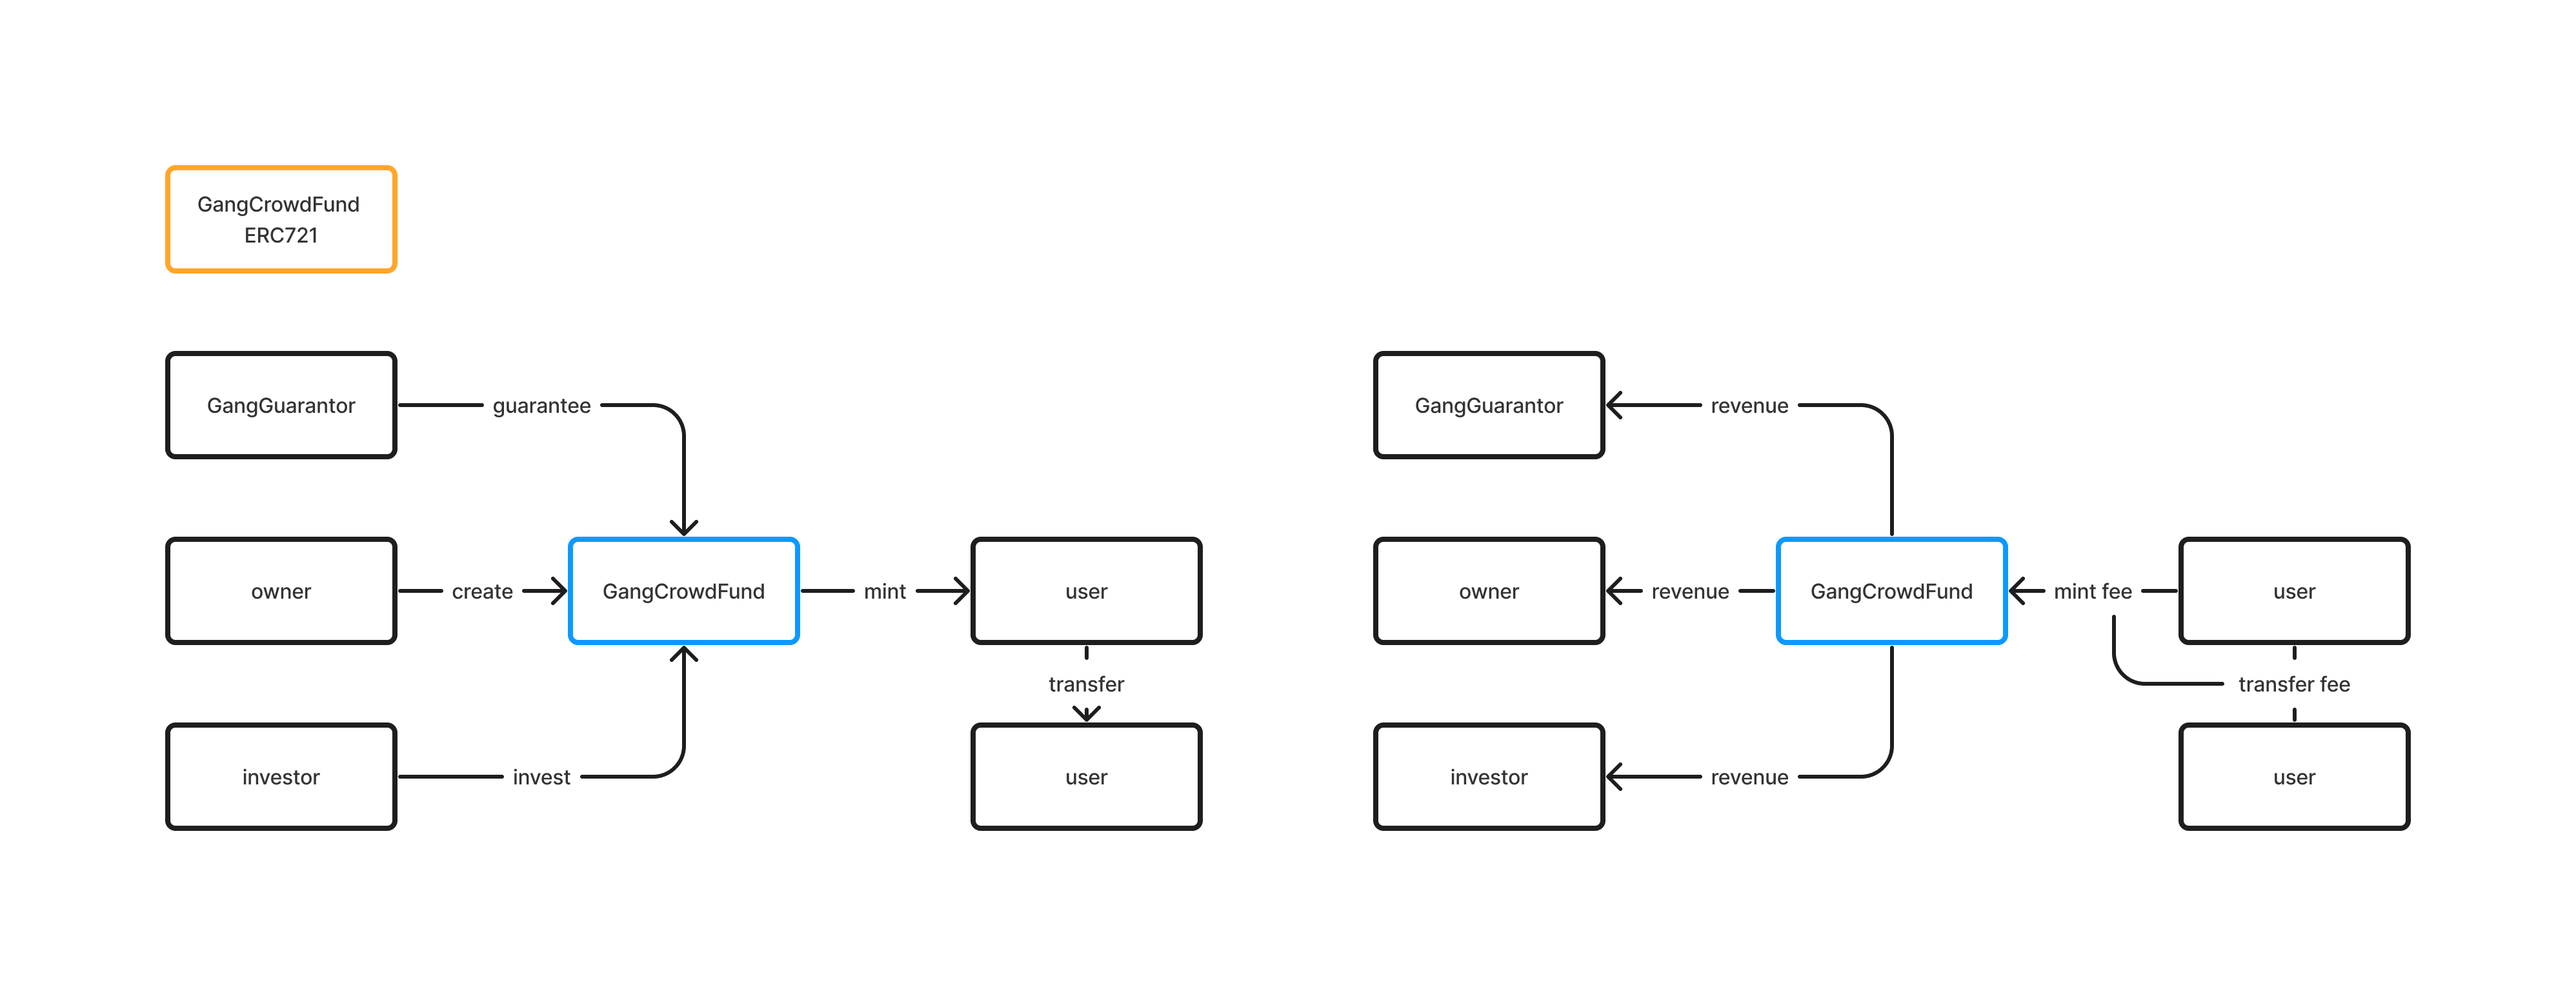 GangCrowdFund
ERC721
GangGuarantor
guarantee
owner
create
GangCrowdFund
mint
user
transfer
investor
invest
user
GangGuarantor
revenue
owner
revenue
GangCrowdFund
mint fee
user
transfer fee
investor
revenue
user